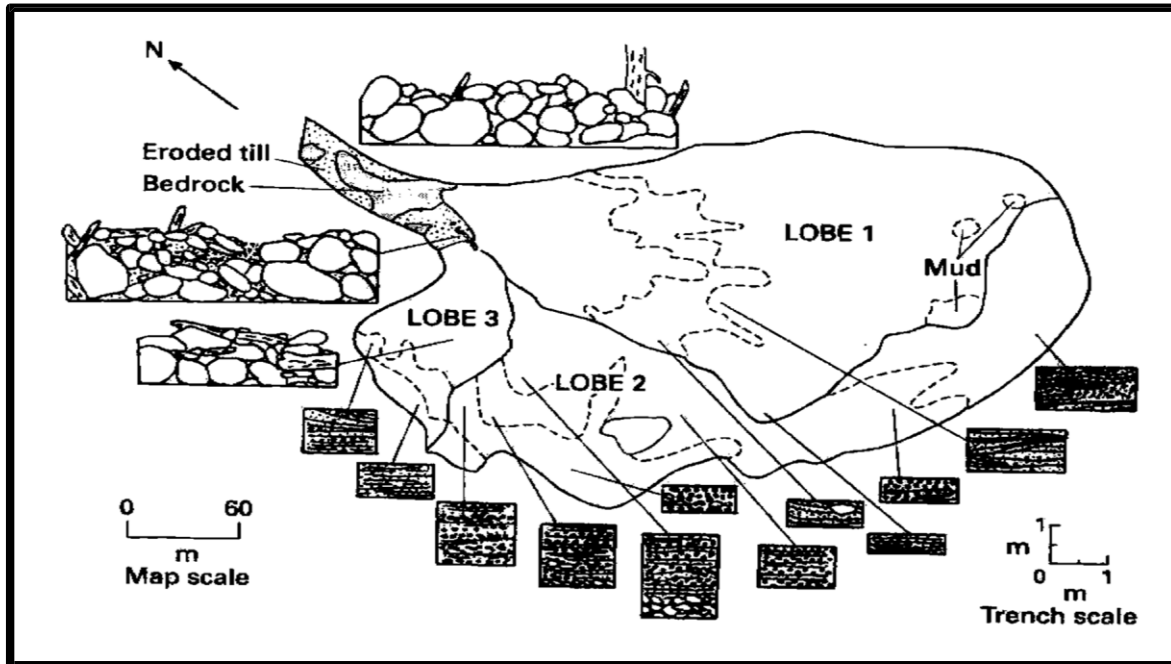 N
Eroded till
Bedrock
LOBE 1
Mud
LOBE 3
LOBE 2
0 60
m
Map scale
1
m
0 1
m
Trench scale